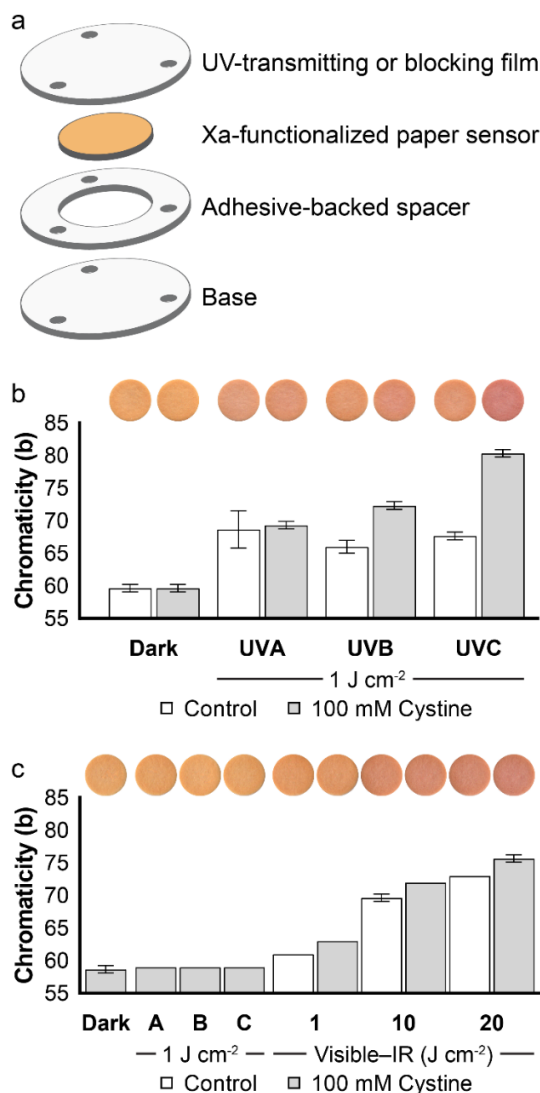 a
UV-transmitting or blocking film
Xa-functionalized paper sensor
Adhesive-backed spacer
Base
b
85
80
75
70
65
60
55
Chromaticity (b)
Dark UVA UVB UVC
1 J cm⁻²
Control 100 mM Cystine
c
85
80
75
70
65
60
55
Chromaticity (b)
Dark A B C 1 10 20
1 J cm⁻² Visible–IR (J cm⁻²)
Control 100 mM Cystine